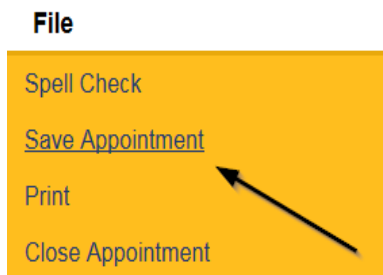 File
Spell Check
Save Appointment
Print
Close Appointment